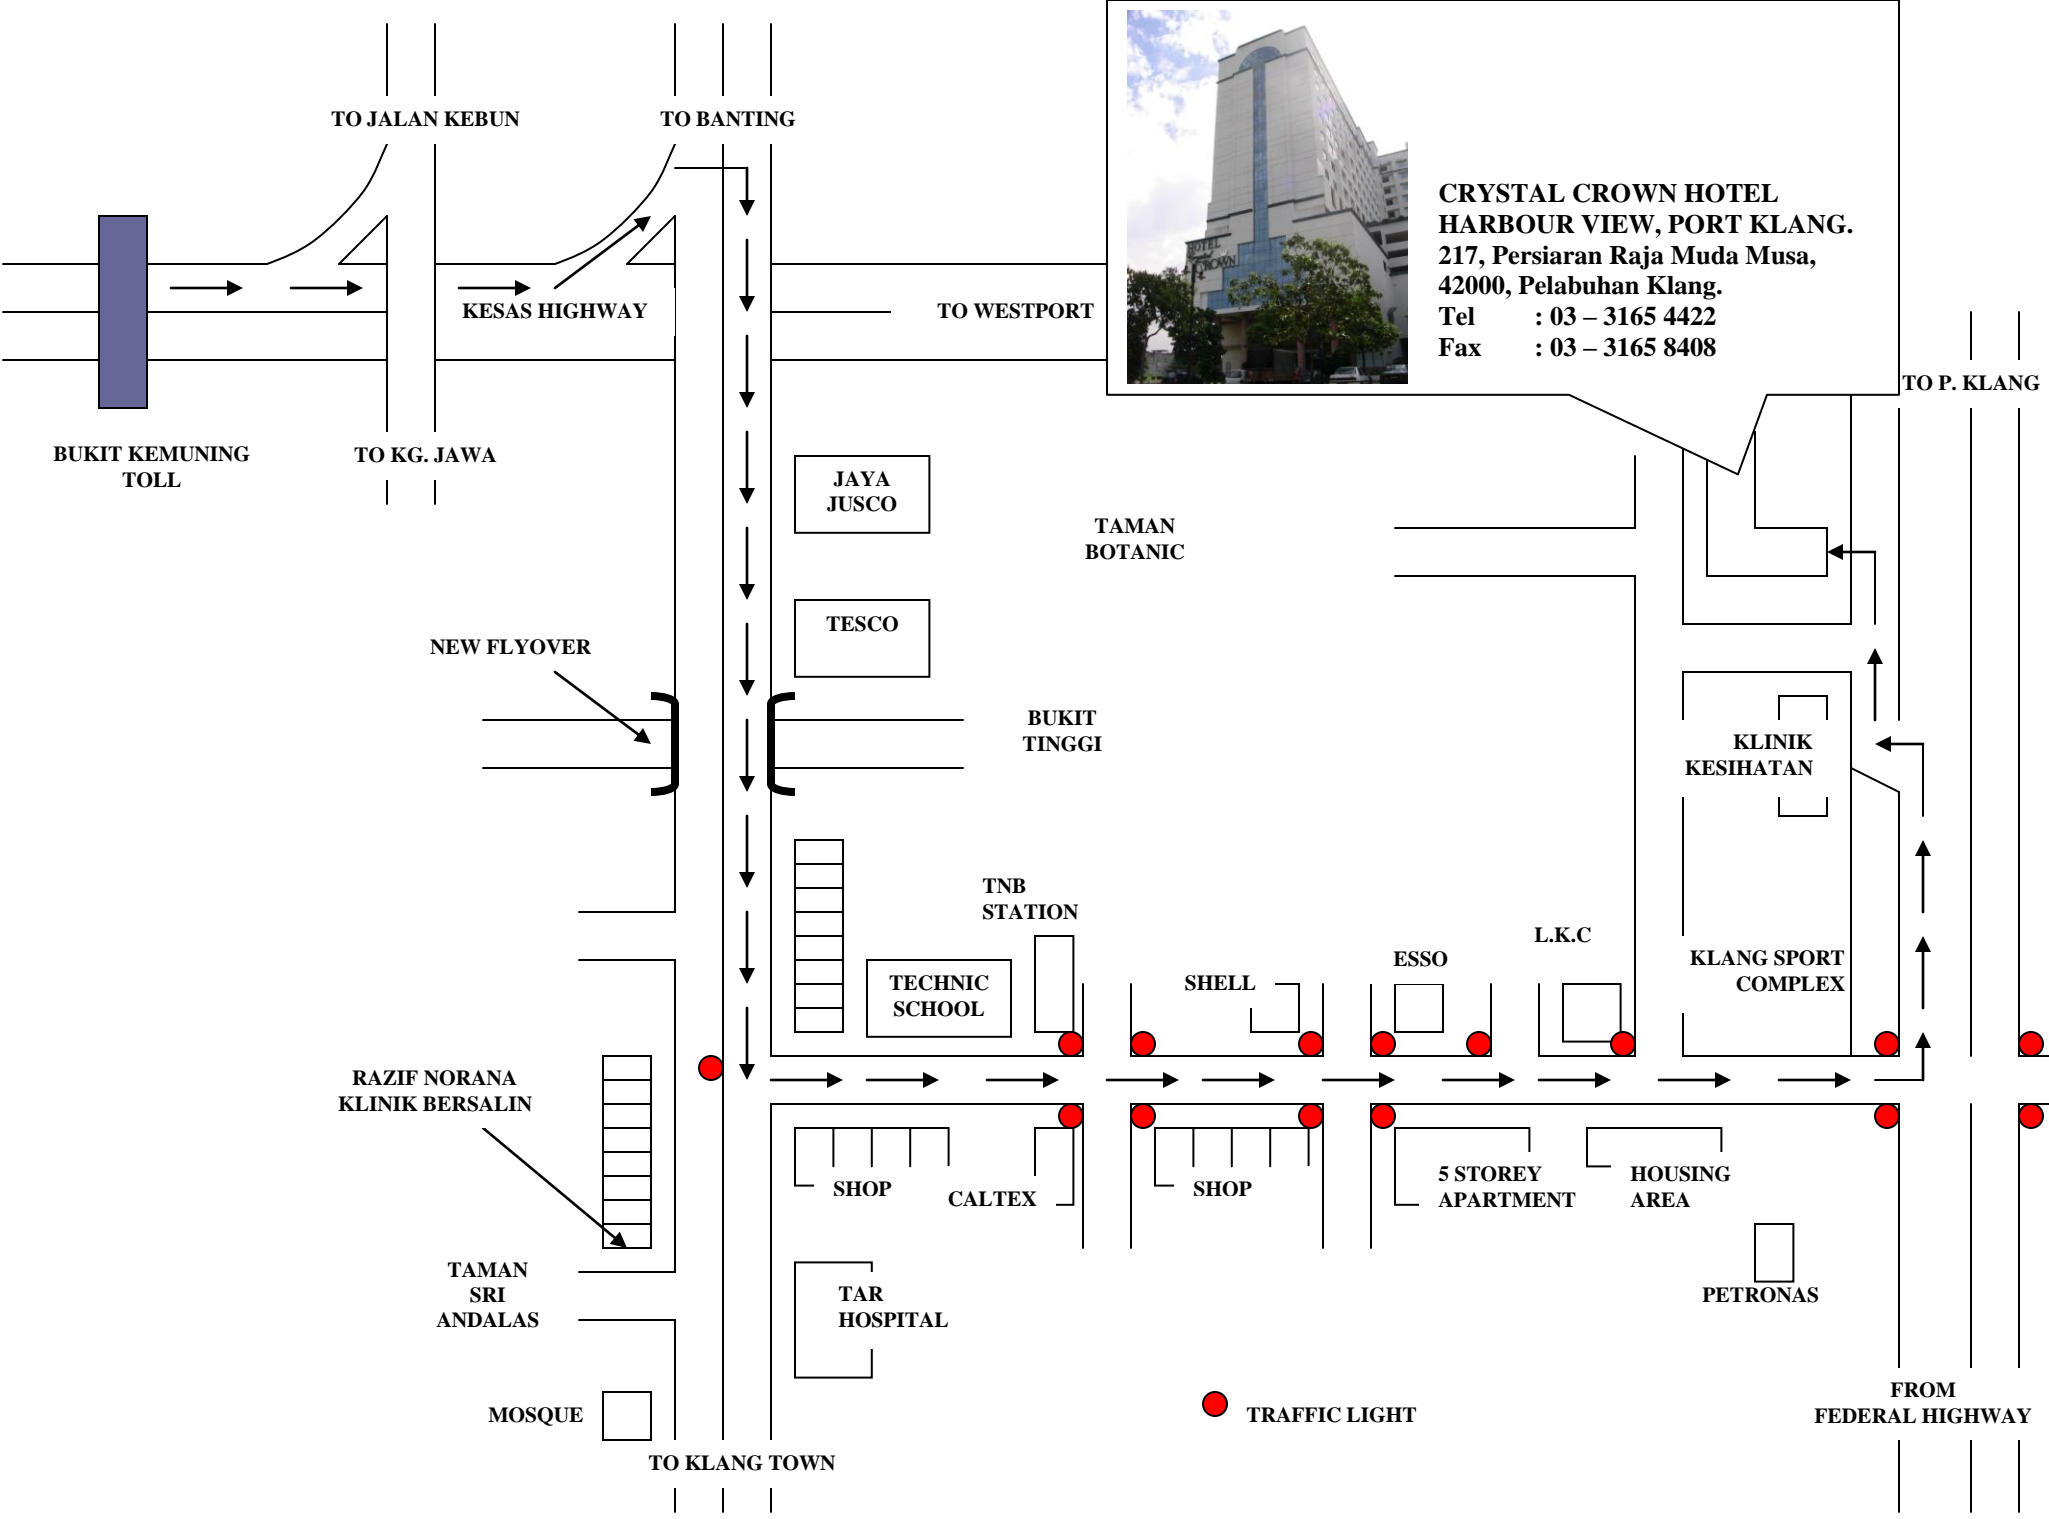 TO JALAN KEBUN
TO BANTING
HOTEL
CROWN
CRYSTAL CROWN HOTEL
HARBOUR VIEW, PORT KLANG.
217, Persiaran Raja Muda Musa,
42000, Pelabuhan Klang.
Tel : 03 – 3165 4422
Fax : 03 – 3165 8408
KESAS HIGHWAY
TO WESTPORT
TO P. KLANG
BUKIT KEMUNING
TOLL
TO KG. JAWA
JAYA
JUSCO
TAMAN
BOTANIC
TESCO
NEW FLYOVER
BUKIT
TINGGI
KLINIK
KESIHATAN
TNB
STATION
L.K.C
ESSO
KLANG SPORT
COMPLEX
TECHNIC
SCHOOL
SHELL
RAZIF NORANA
KLINIK BERSALIN
SHOP
CALTEX
SHOP
5 STOREY
APARTMENT
HOUSING
AREA
TAMAN
SRI
ANDALAS
TAR
HOSPITAL
PETRONAS
MOSQUE
TRAFFIC LIGHT
FROM
FEDERAL HIGHWAY
TO KLANG TOWN